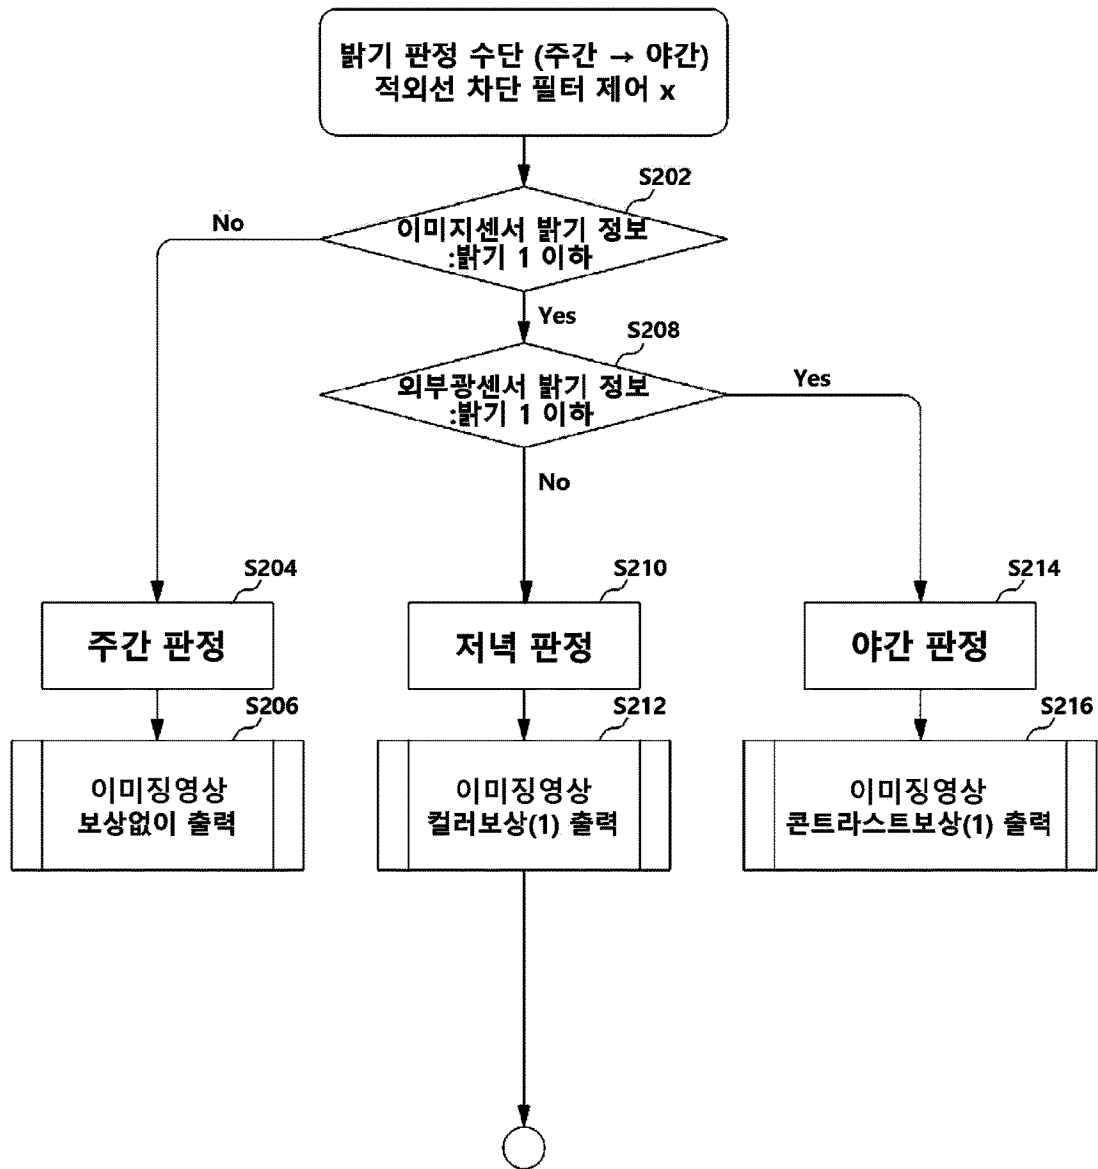 밝기 판정 수단 (주간 → 야간)
적외선 차단 필터 제어 x
S202
No
이미지센서 밝기 정보
:밝기 1 이하
Yes
S208
외부광센서 밝기 정보
:밝기 1 이하
Yes
No
S204
S210
S214
주간 판정
저녁 판정
야간 판정
S206
S212
S216
이미징영상
보상없이 출력
이미징영상
컬러보상(1) 출력
이미징영상
콘트라스트보상(1) 출력